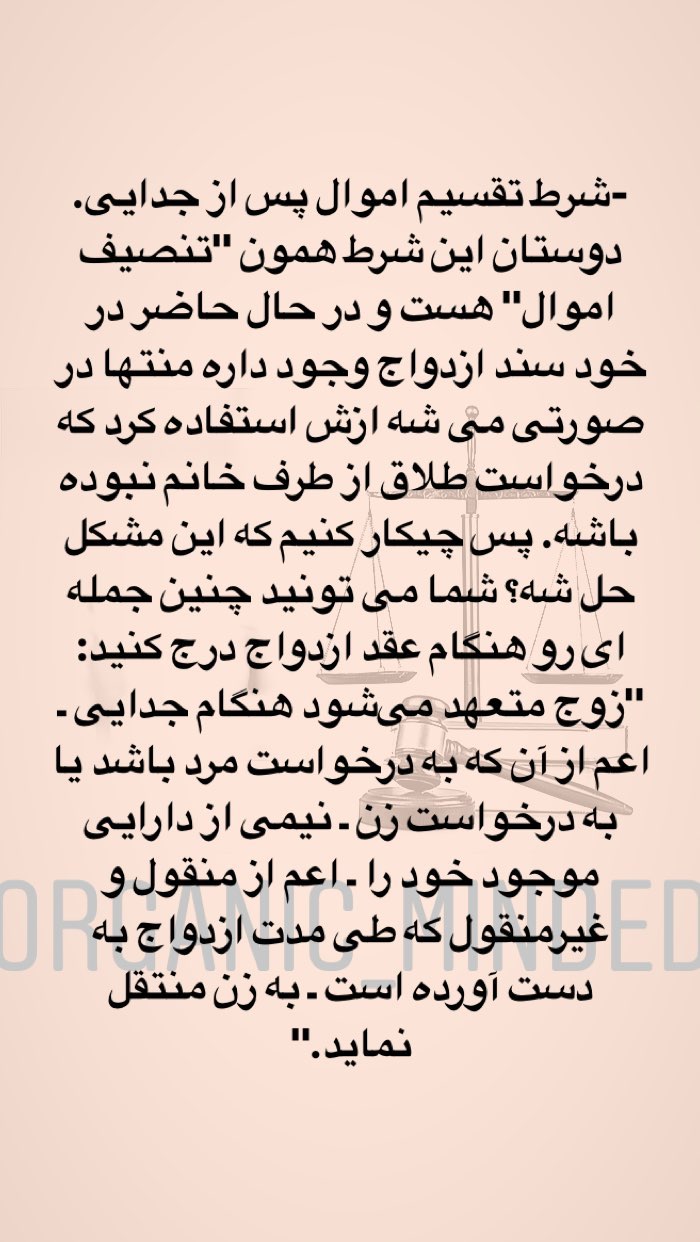 -شرط تقسیم اموال پس از جدایی.
دوستان این شرط همون "تنصیف
اموال" هست و در حال حاضر در
خود سند ازدواج وجود داره منتها در
صورتی می شه ازش استفاده کرد که
درخواست طلاق از طرف خانم نبوده
باشه. پس چیکار کنیم که این مشکل
حل شه؟ شما می تونید چنین جمله
ای رو هنگام عقد ازدواج درج کنید:
"زوج متعهد می‌شود هنگام جدایی ـ
اعم از آن که به درخواست مرد باشد یا
به درخواست زن ـ نیمی از دارایی
موجود خود را ـ اعم از منقول و
غیرمنقول که طی مدت ازدواج به
دست آورده است ـ به زن منتقل
نماید."
ORGANIC_MINDED